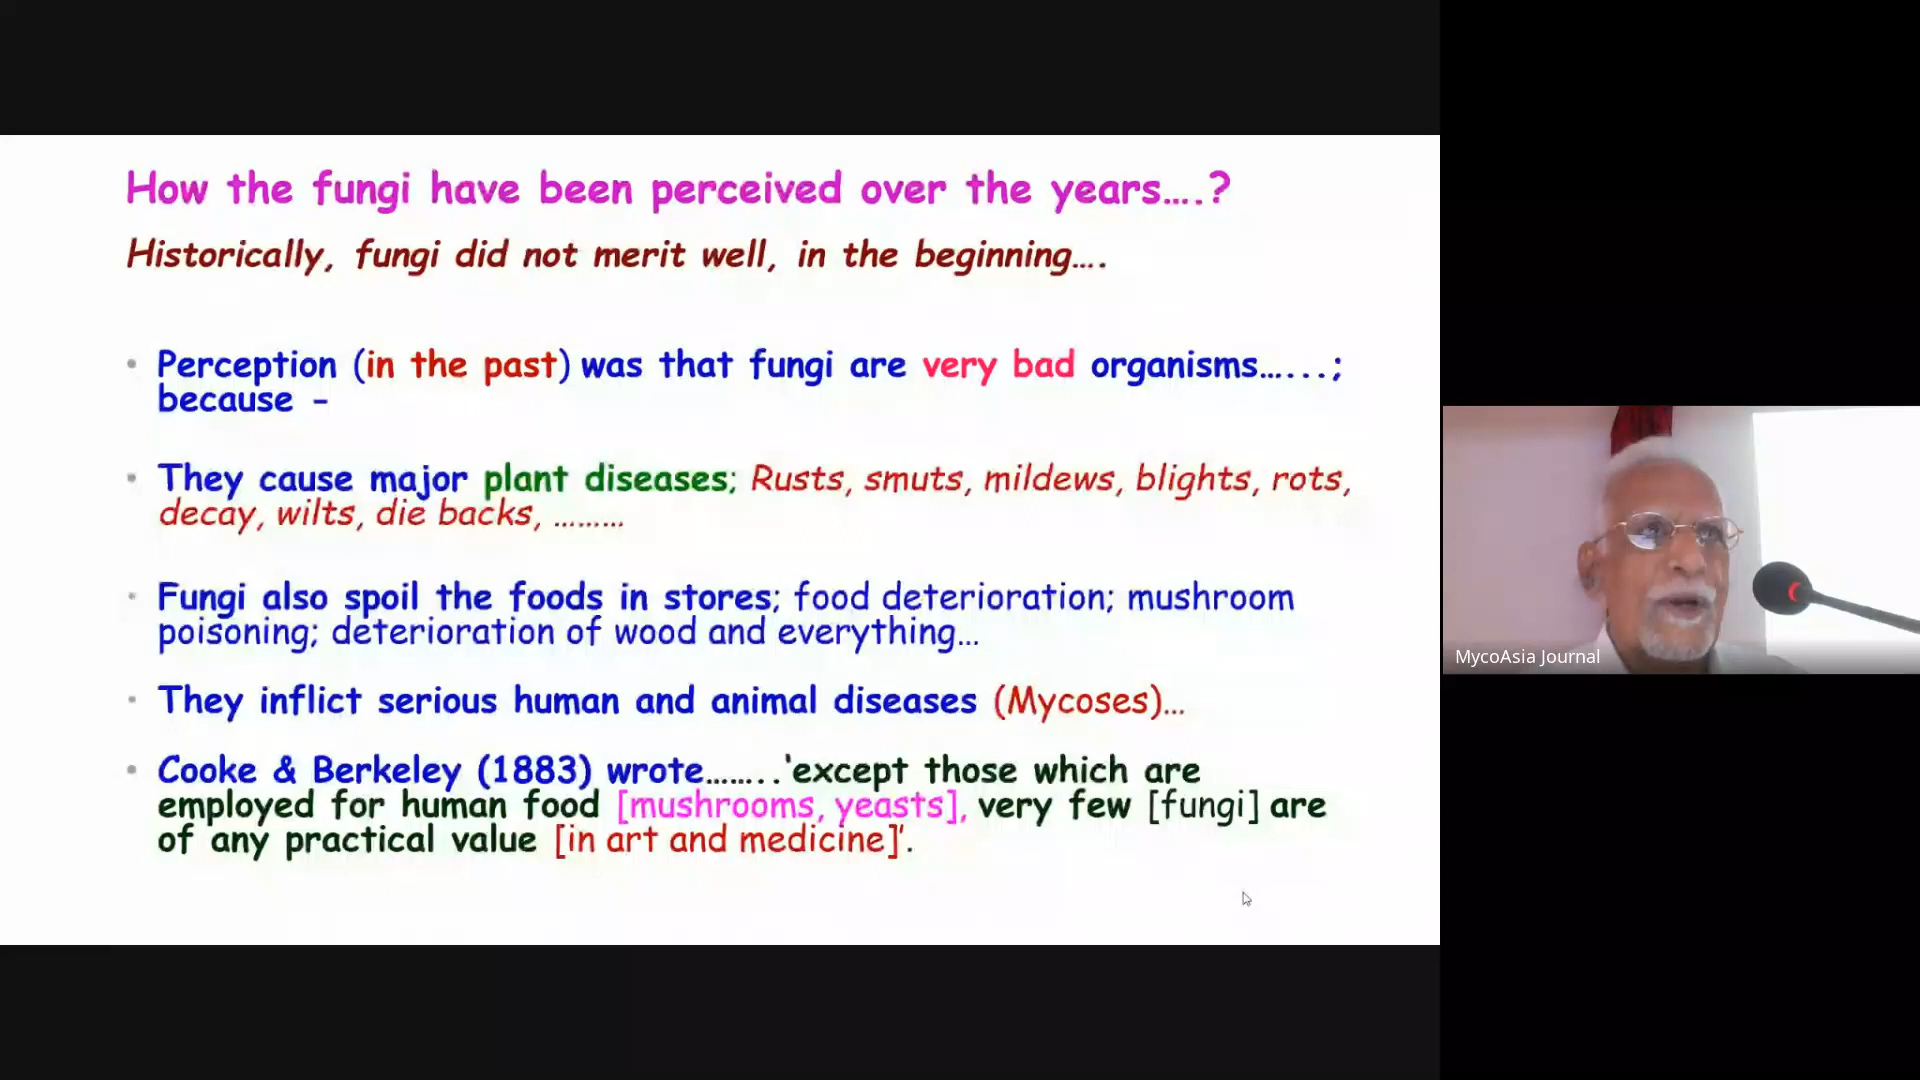 How the fungi have been perceived over the years….?
Historically, fungi did not merit well, in the beginning….
• Perception (in the past) was that fungi are very bad organisms…...;
because –
• They cause major plant diseases; Rusts, smuts, mildews, blights, rots,
decay, wilts, die backs, ………
• Fungi also spoil the foods in stores; food deterioration; mushroom
poisoning; deterioration of wood and everything…
• They inflict serious human and animal diseases (Mycoses)…
• Cooke & Berkeley (1883) wrote……..‘except those which are
employed for human food [mushrooms, yeasts], very few [fungi] are
of any practical value [in art and medicine]’.
MycoAsia Journal